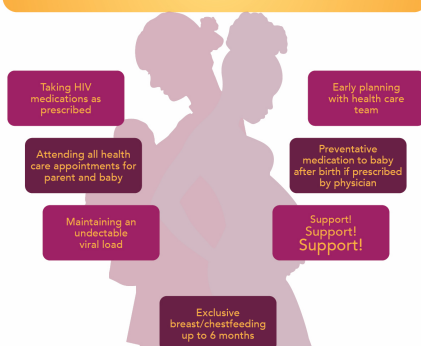 Taking HIV
medications as
prescribed
Early planning
with health care
team
Attending all health
care appointments for
parent and baby
Preventative
medication to baby
after birth if prescribed
by physician
Maintaining an
undectable
viral load
Support!
Support!
Support!
Exclusive
breast/chestfeeding
up to 6 months